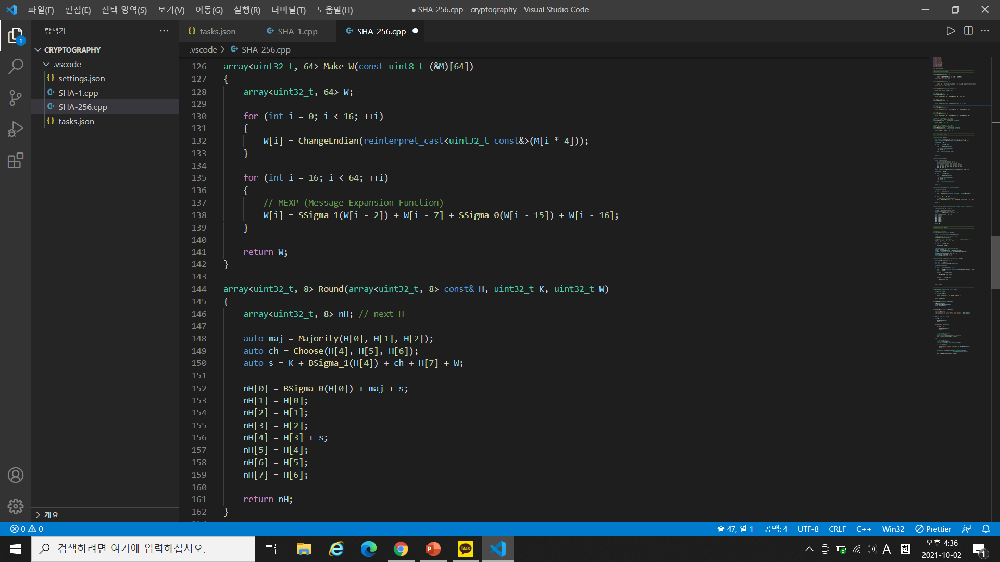 파일(F) 편집(E) 선택 영역(S) 보기(V) 이동(G) 실행(R) 터미널(T) 도움말(H) ● SHA-256.cpp - cryptography - Visual Studio Code
탐색기 ···
{} tasks.json SHA-1.cpp SHA-256.cpp ●
.vscode > SHA-256.cpp
1
CRYPTOGRAPHY
.vscode
{} settings.json
SHA-1.cpp
SHA-256.cpp
{} tasks.json
개요
126 array<uint32_t, 64> Make_W(const uint8_t (&M)[64])
127 {
128 array<uint32_t, 64> W;
129
130 for (int i = 0; i < 16; ++i)
131 {
132 W[i] = ChangeEndian(reinterpret_cast<uint32_t const&>(M[i * 4]));
133 }
134
135 for (int i = 16; i < 64; ++i)
136 {
137 // MEXP (Message Expansion Function)
138 W[i] = SSigma_1(W[i - 2]) + W[i - 7] + SSigma_0(W[i - 15]) + W[i - 16];
139 }
140
141 return W;
142 }
143
144 array<uint32_t, 8> Round(array<uint32_t, 8> const& H, uint32_t K, uint32_t W)
145 {
146 array<uint32_t, 8> nH; // next H
147
148 auto maj = Majority(H[0], H[1], H[2]);
149 auto ch = Choose(H[4], H[5], H[6]);
150 auto s = K + BSigma_1(H[4]) + ch + H[7] + W;
151
152 nH[0] = BSigma_0(H[0]) + maj + s;
153 nH[1] = H[0];
154 nH[2] = H[1];
155 nH[3] = H[2];
156 nH[4] = H[3] + s;
157 nH[5] = H[4];
158 nH[6] = H[5];
159 nH[7] = H[6];
160
161 return nH;
162 }
0 0 줄 47, 열 1 공백: 4 UTF-8 CRLF C++ Win32 Prettier
검색하려면 여기에 입력하십시오. P TALK A 한 오후 4:36
2021-10-02 1